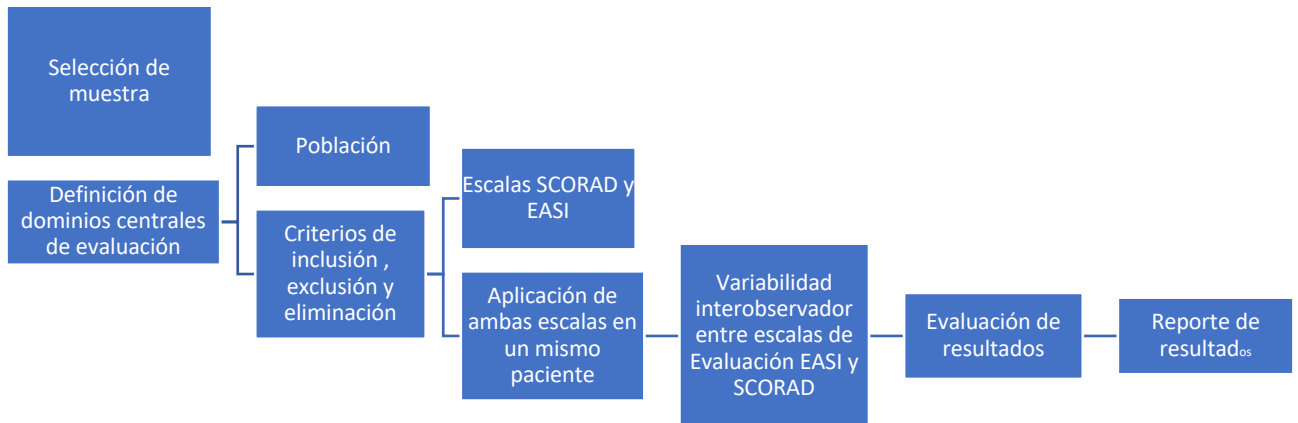 Selección de
muestra
Definición de
dominios centrales
de evaluación
Población
Criterios de
inclusión ,
exclusión y
eliminación
Escalas SCORAD y
EASI
Aplicación de
ambas escalas en
un mismo
paciente
Variabilidad
interobservador
entre escalas de
Evaluación EASI y
SCORAD
Evaluación de
resultados
Reporte de
resultados